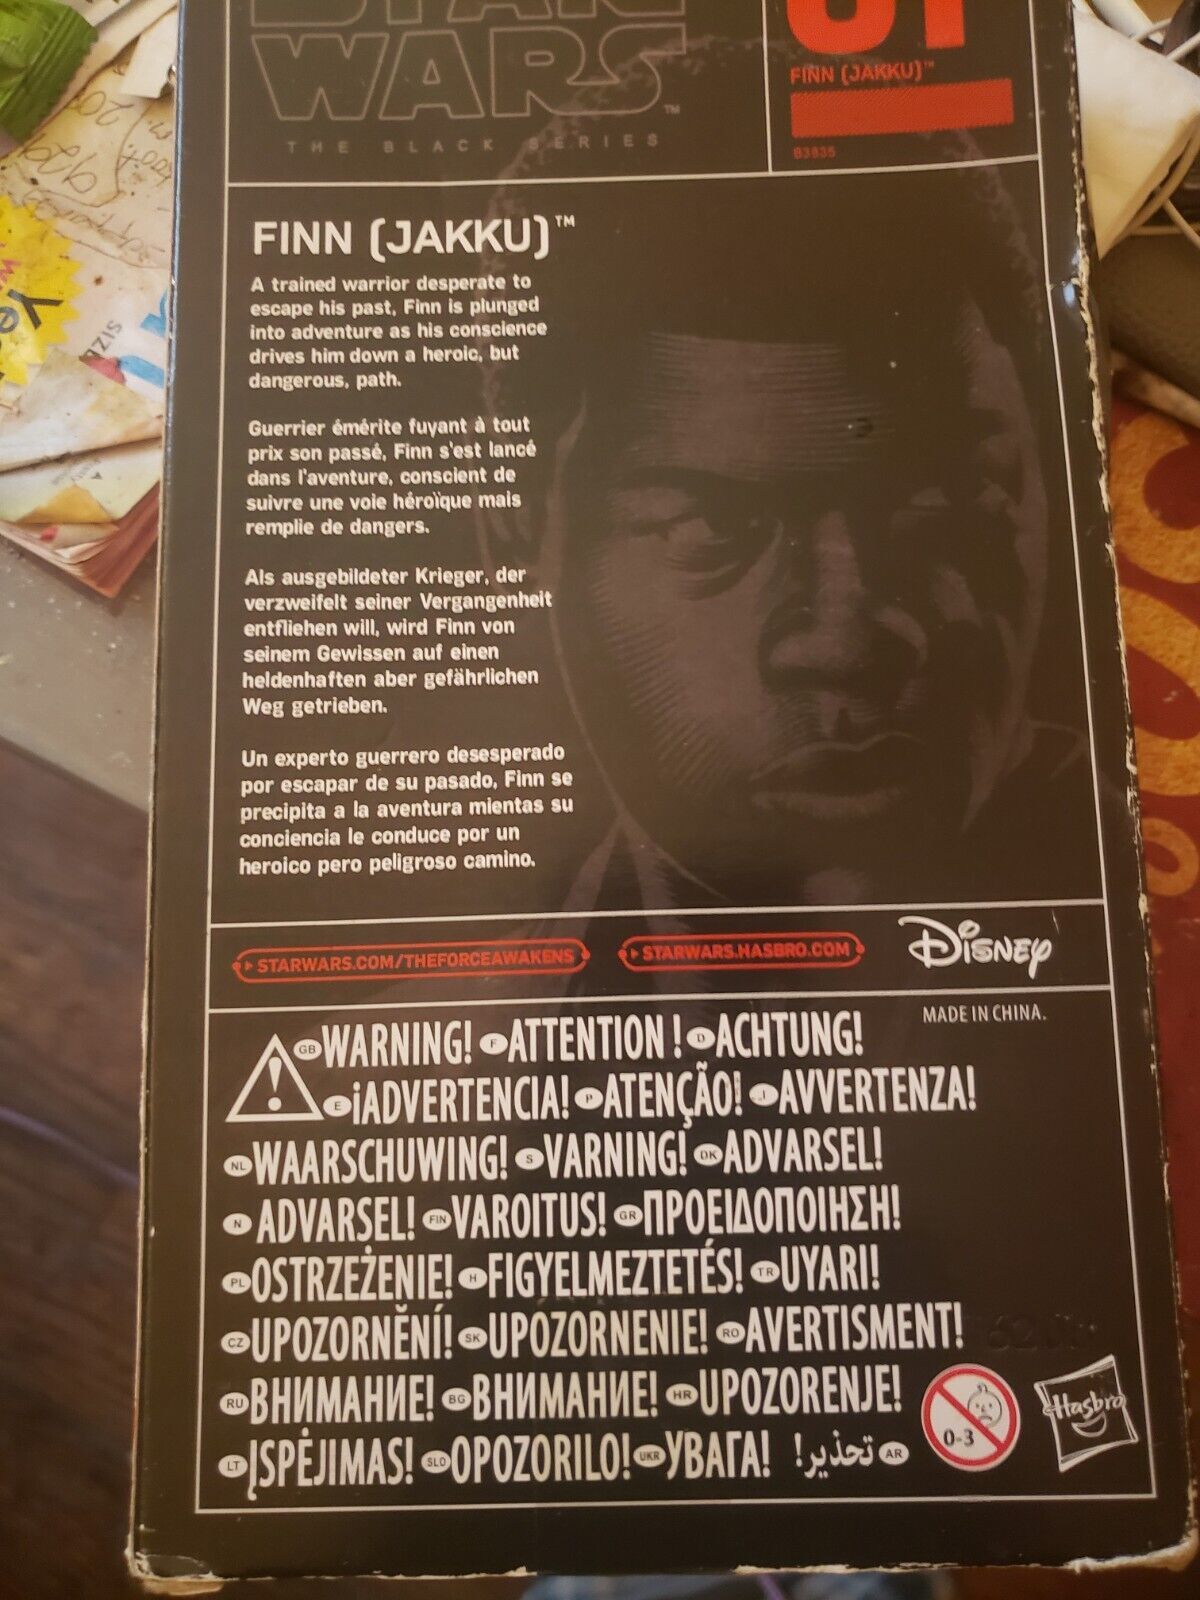 STAR
WARS™
THE BLACK SERIES
01
FINN (JAKKU)™
B3835
FINN (JAKKU)™
A trained warrior desperate to
escape his past, Finn is plunged
into adventure as his conscience
drives him down a heroic, but
dangerous, path.
Guerrier émérite fuyant à tout
prix son passé, Finn s'est lancé
dans l'aventure, conscient de
suivre une voie héroïque mais
remplie de dangers.
Als ausgebildeter Krieger, der
verzweifelt seiner Vergangenheit
entfliehen will, wird Finn von
seinem Gewissen auf einen
heldenhaften aber gefährlichen
Weg getrieben.
Un experto guerrero desesperado
por escapar de su pasado, Finn se
precipita a la aventura mientas su
conciencia le conduce por un
heroico pero peligroso camino.
STARWARS.COM/THEFORCEAWAKENS STARWARS.HASBRO.COM Disney
MADE IN CHINA.
GB WARNING! F ATTENTION ! D ACHTUNG!
E ¡ADVERTENCIA! P ATENÇÃO! I AVVERTENZA!
NL WAARSCHUWING! S VARNING! DK ADVARSEL!
N ADVARSEL! FIN VAROITUS! GR ΠΡΟΕΙΔΟΠΟΙΗΣΗ!
PL OSTRZEŻENIE! H FIGYELMEZTETÉS! TR UYARI!
CZ UPOZORNĚNÍ! SK UPOZORNENIE! RO AVERTISMENT!
RU ВНИМАНИЕ! BG ВНИМАНИЕ! HR UPOZORENJE!
LT ĮSPĖJIMAS! SLO OPOZORILO! UKR УВАГА! تحذير! AR
0-3
Hasbro